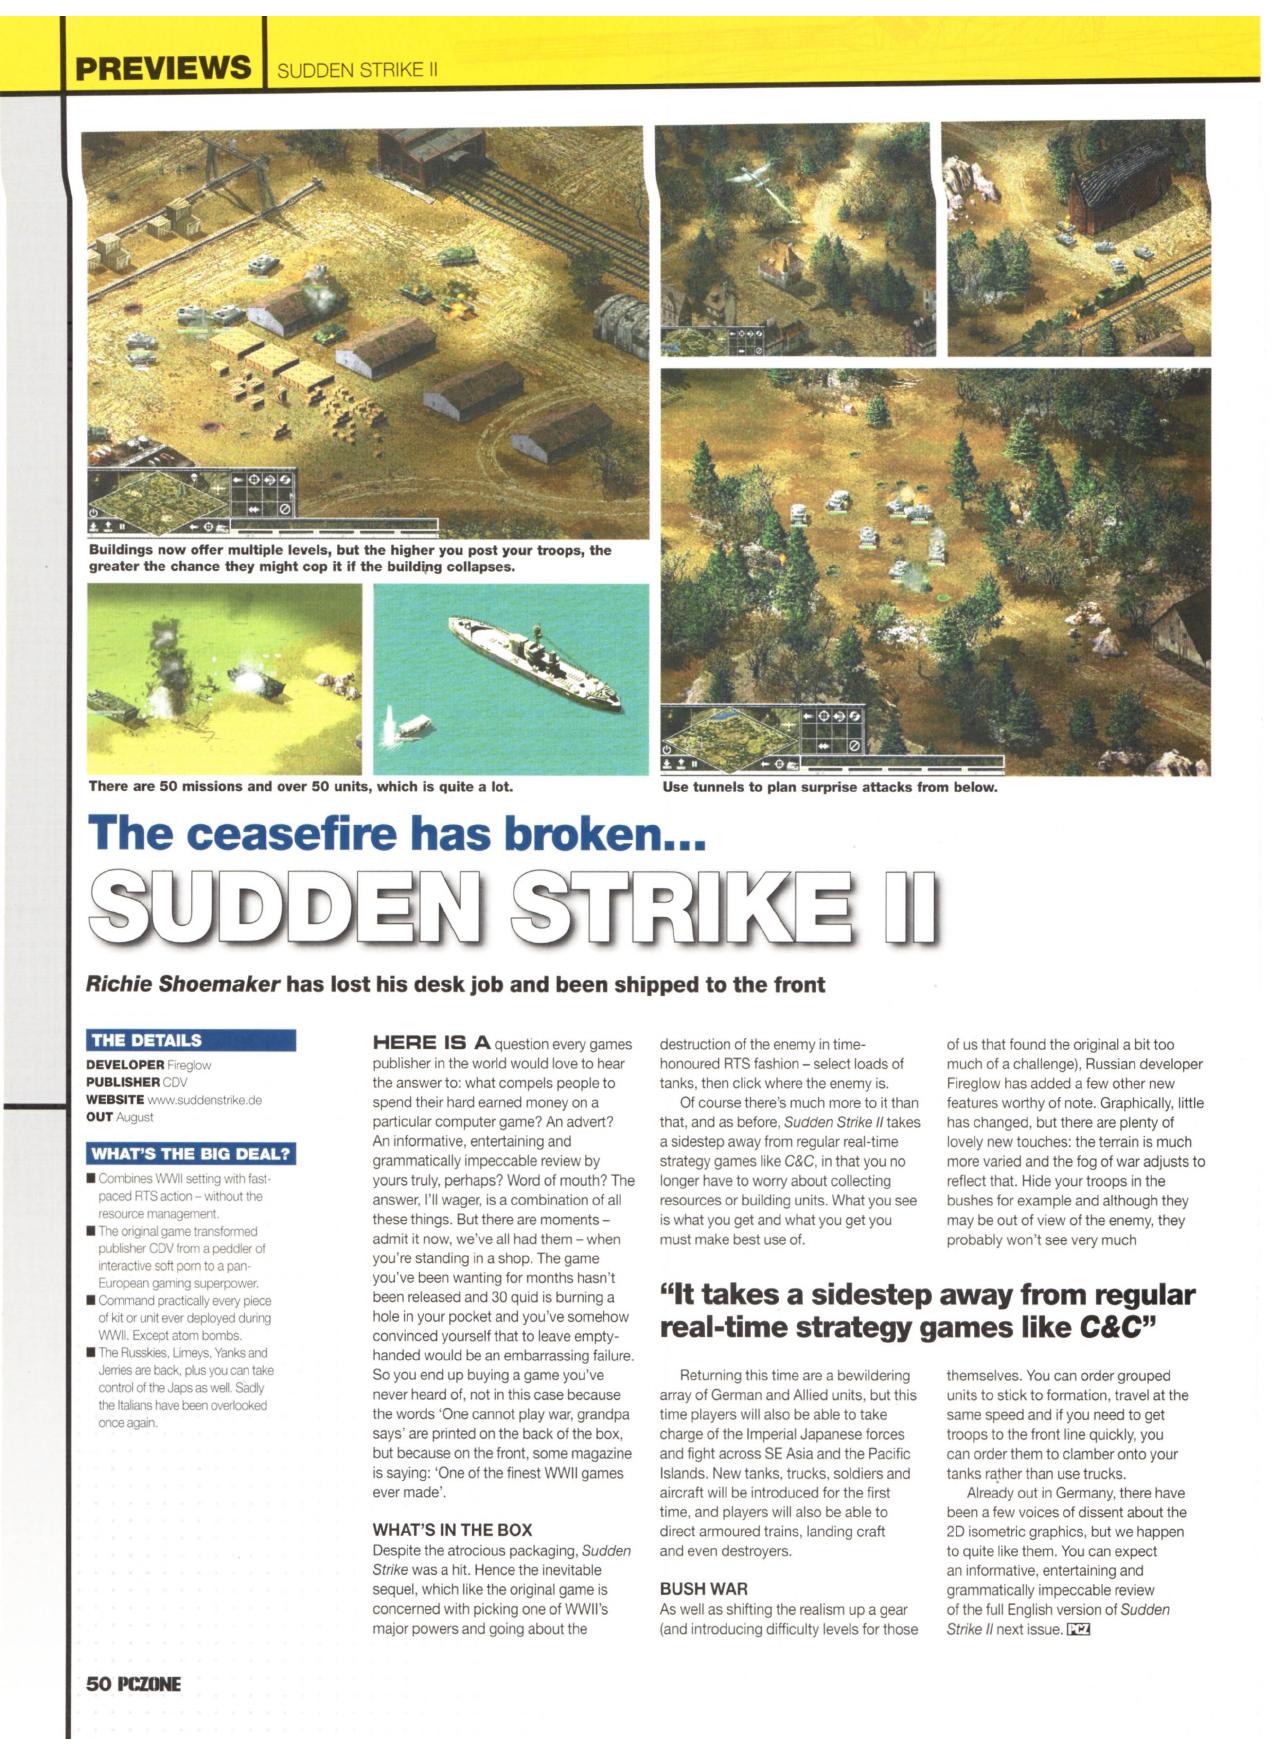 PREVIEWS
SUDDEN STRIKE II
Buildings now offer multiple levels, but the higher you post your troops, the
greater the chance they might cop it if the building collapses.
There are 50 missions and over 50 units, which is quite a lot.
Use tunnels to plan surprise attacks from below.
The ceasefire has broken...
SUDDEN STRIKE II
Richie Shoemaker has lost his desk job and been shipped to the front
THE DETAILS
DEVELOPER Fireglow
PUBLISHER CDV
WEBSITE www.suddenstrike.de
OUT August
WHAT'S THE BIG DEAL?
■ Combines WWII setting with fast-
paced RTS action – without the
resource management.
■ The original game transformed
publisher CDV from a peddler of
interactive soft porn to a pan-
European gaming superpower.
■ Command practically every piece
of kit or unit ever deployed during
WWII. Except atom bombs.
■ The Russkies, Limeys, Yanks and
Jerries are back, plus you can take
control of the Japs as well. Sadly
the Italians have been overlooked
once again.
HERE IS A question every games
publisher in the world would love to hear
the answer to: what compels people to
spend their hard earned money on a
particular computer game? An advert?
An informative, entertaining and
grammatically impeccable review by
yours truly, perhaps? Word of mouth? The
answer, I'll wager, is a combination of all
these things. But there are moments –
admit it now, we've all had them – when
you're standing in a shop. The game
you've been wanting for months hasn't
been released and 30 quid is burning a
hole in your pocket and you've somehow
convinced yourself that to leave empty-
handed would be an embarrassing failure.
So you end up buying a game you've
never heard of, not in this case because
the words 'One cannot play war, grandpa
says' are printed on the back of the box,
but because on the front, some magazine
is saying: 'One of the finest WWII games
ever made'.
WHAT'S IN THE BOX
Despite the atrocious packaging, Sudden
Strike was a hit. Hence the inevitable
sequel, which like the original game is
concerned with picking one of WWII's
major powers and going about the
destruction of the enemy in time-
honoured RTS fashion – select loads of
tanks, then click where the enemy is.
Of course there's much more to it than
that, and as before, Sudden Strike II takes
a sidestep away from regular real-time
strategy games like C&C, in that you no
longer have to worry about collecting
resources or building units. What you see
is what you get and what you get you
must make best use of.
"It takes a sidestep away from regular
real-time strategy games like C&C"
Returning this time are a bewildering
array of German and Allied units, but this
time players will also be able to take
charge of the Imperial Japanese forces
and fight across SE Asia and the Pacific
Islands. New tanks, trucks, soldiers and
aircraft will be introduced for the first
time, and players will also be able to
direct armoured trains, landing craft
and even destroyers.
BUSH WAR
As well as shifting the realism up a gear
(and introducing difficulty levels for those
of us that found the original a bit too
much of a challenge), Russian developer
Fireglow has added a few other new
features worthy of note. Graphically, little
has changed, but there are plenty of
lovely new touches: the terrain is much
more varied and the fog of war adjusts to
reflect that. Hide your troops in the
bushes for example and although they
may be out of view of the enemy, they
probably won't see very much
themselves. You can order grouped
units to stick to formation, travel at the
same speed and if you need to get
troops to the front line quickly, you
can order them to clamber onto your
tanks rather than use trucks.
Already out in Germany, there have
been a few voices of dissent about the
2D isometric graphics, but we happen
to quite like them. You can expect
an informative, entertaining and
grammatically impeccable review
of the full English version of Sudden
Strike II next issue. PCZ
50 PCZONE